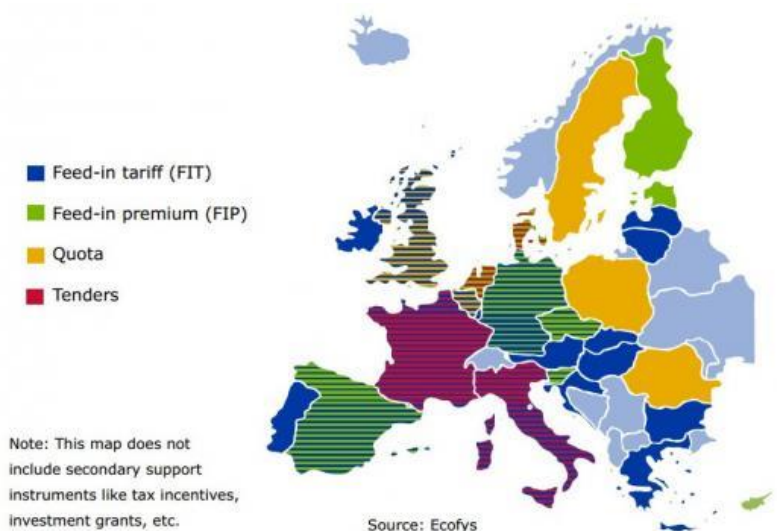 Feed-in tariff (FIT)
Feed-in premium (FIP)
Quota
Tenders
Note: This map does not
include secondary support
instruments like tax incentives,
investment grants, etc.
Source: Ecofys